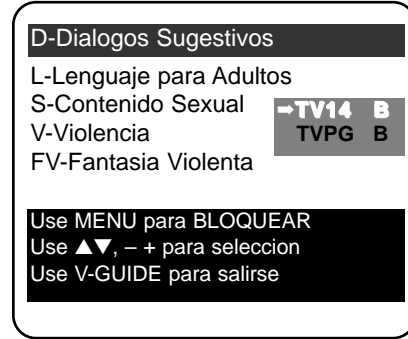 D-Dialogos Sugestivos
L-Lenguaje para Adultos
S-Contenido Sexual
➡TV14 B
V-Violencia
TVPG B
FV-Fantasia Violenta
Use MENU para BLOQUEAR
Use ▲▼, – + para seleccion
Use V-GUIDE para salirse